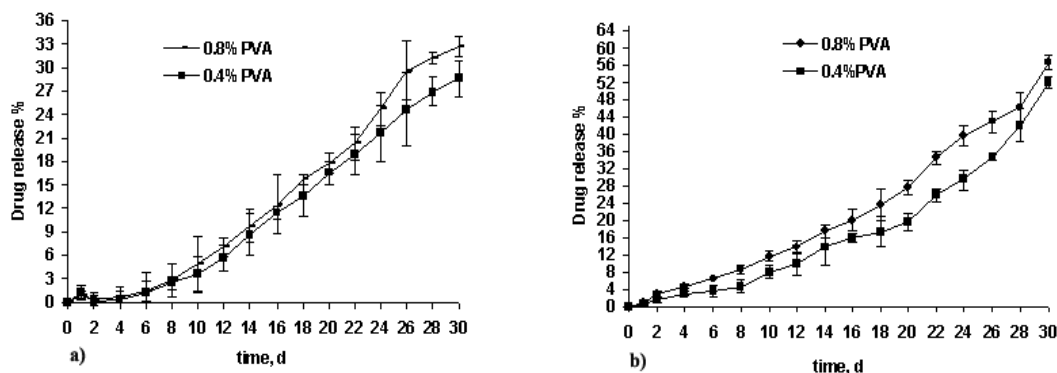 36
33
30
27
24
21
18
15
12
9
6
3
0
Drug release %
0.8% PVA
0.4% PVA
0 2 4 6 8 10 12 14 16 18 20 22 24 26 28 30
a)
time, d
64
60
56
52
48
44
40
36
32
28
24
20
16
12
8
4
0
Drug release %
0.8% PVA
0.4%PVA
0 2 4 6 8 10 12 14 16 18 20 22 24 26 28 30
b)
time, d